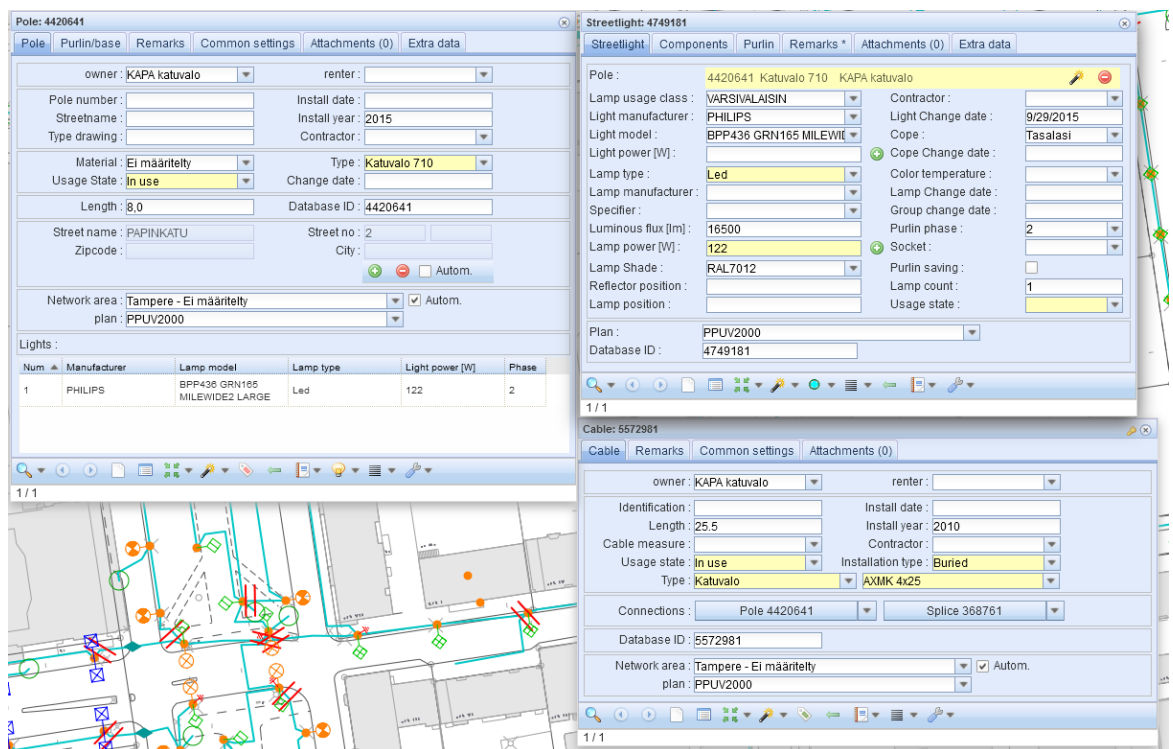 Pole: 4420641
Pole Purlin/base Remarks Common settings Attachments (0) Extra data
owner : KAPA katuvalo renter :
Pole number : Install date :
Streetname : Install year : 2015
Type drawing : Contractor :
Material : Ei määritelty Type : Katuvalo 710
Usage State : In use Change date :
Length : 8,0 Database ID : 4420641
Street name : PAPINKATU Street no : 2
Zipcode : City :
Autom.
Network area : Tampere - Ei määritelty Autom.
plan : PPUV2000
Lights :
Num Manufacturer Lamp model Lamp type Light power [W] Phase
1 PHILIPS BPP436 GRN165 MILEWIDE2 LARGE Led 122 2
1 / 1
Streetlight: 4749181
Streetlight Components Purlin Remarks * Attachments (0) Extra data
Pole : 4420641 Katuvalo 710 KAPA katuvalo
Lamp usage class : VARSIVALAISIN Contractor :
Light manufacturer : PHILIPS Light Change date : 9/29/2015
Light model : BPP436 GRN165 MILEWID Cope : Tasalasi
Light power [W] : Cope Change date :
Lamp type : Led Color temperature :
Lamp manufacturer : Lamp Change date :
Specifier : Group change date :
Luminous flux [lm] : 16500 Purlin phase : 2
Lamp power [W] : 122 Socket :
Lamp Shade : RAL7012 Purlin saving :
Reflector position : Lamp count : 1
Lamp position : Usage state :
Plan : PPUV2000
Database ID : 4749181
1 / 1
Cable: 5572981
Cable Remarks Common settings Attachments (0)
owner : KAPA katuvalo renter :
Identification : Install date :
Length : 25.5 Install year : 2010
Cable measure : Contractor :
Usage state : In use Installation type : Buried
Type : Katuvalo AXMK 4x25
Connections : Pole 4420641 Splice 368761
Database ID : 5572981
Network area : Tampere - Ei määritelty Autom.
plan : PPUV2000
1 / 1